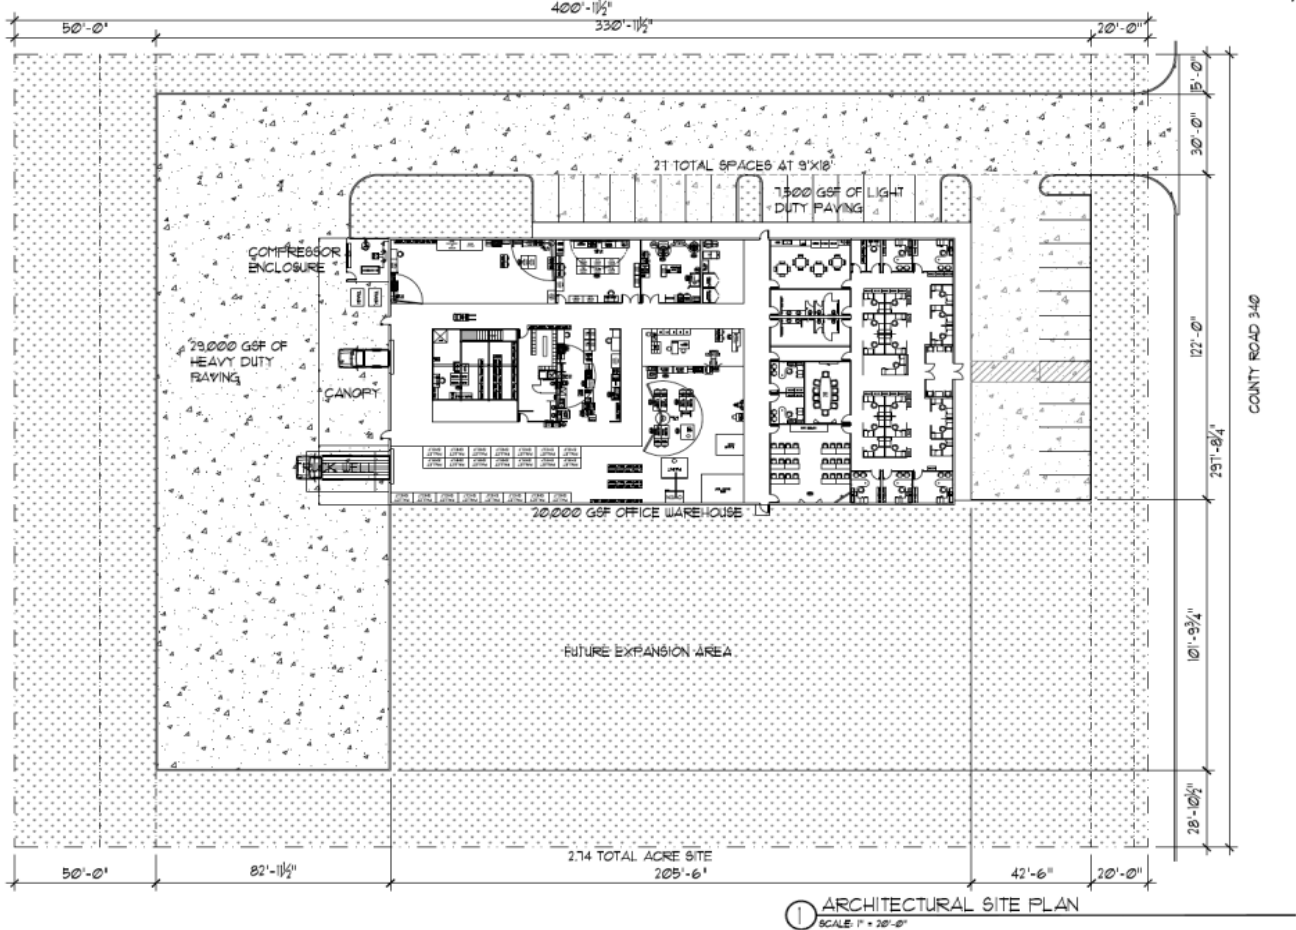 400'-11½"
50'-0"
330'-11½"
20'-0"
15'-0"
30'-0"
27 TOTAL SPACES AT 9'X18'
7,500 GSF OF LIGHT
DUTY PAVING
COMPRESSOR
ENCLOSURE
29,000 GSF OF
HEAVY DUTY
PAVING
CANOPY
122'-0"
COUNTY ROAD 340
297'-8¼"
TRUCK WELL
20,000 GSF OFFICE WAREHOUSE
FUTURE EXPANSION AREA
101'-9¾"
28'-10½"
2.74 TOTAL ACRE SITE
50'-0"
82'-11½"
205'-6"
42'-6"
20'-0"
1
ARCHITECTURAL SITE PLAN
SCALE: 1" = 20'-0"